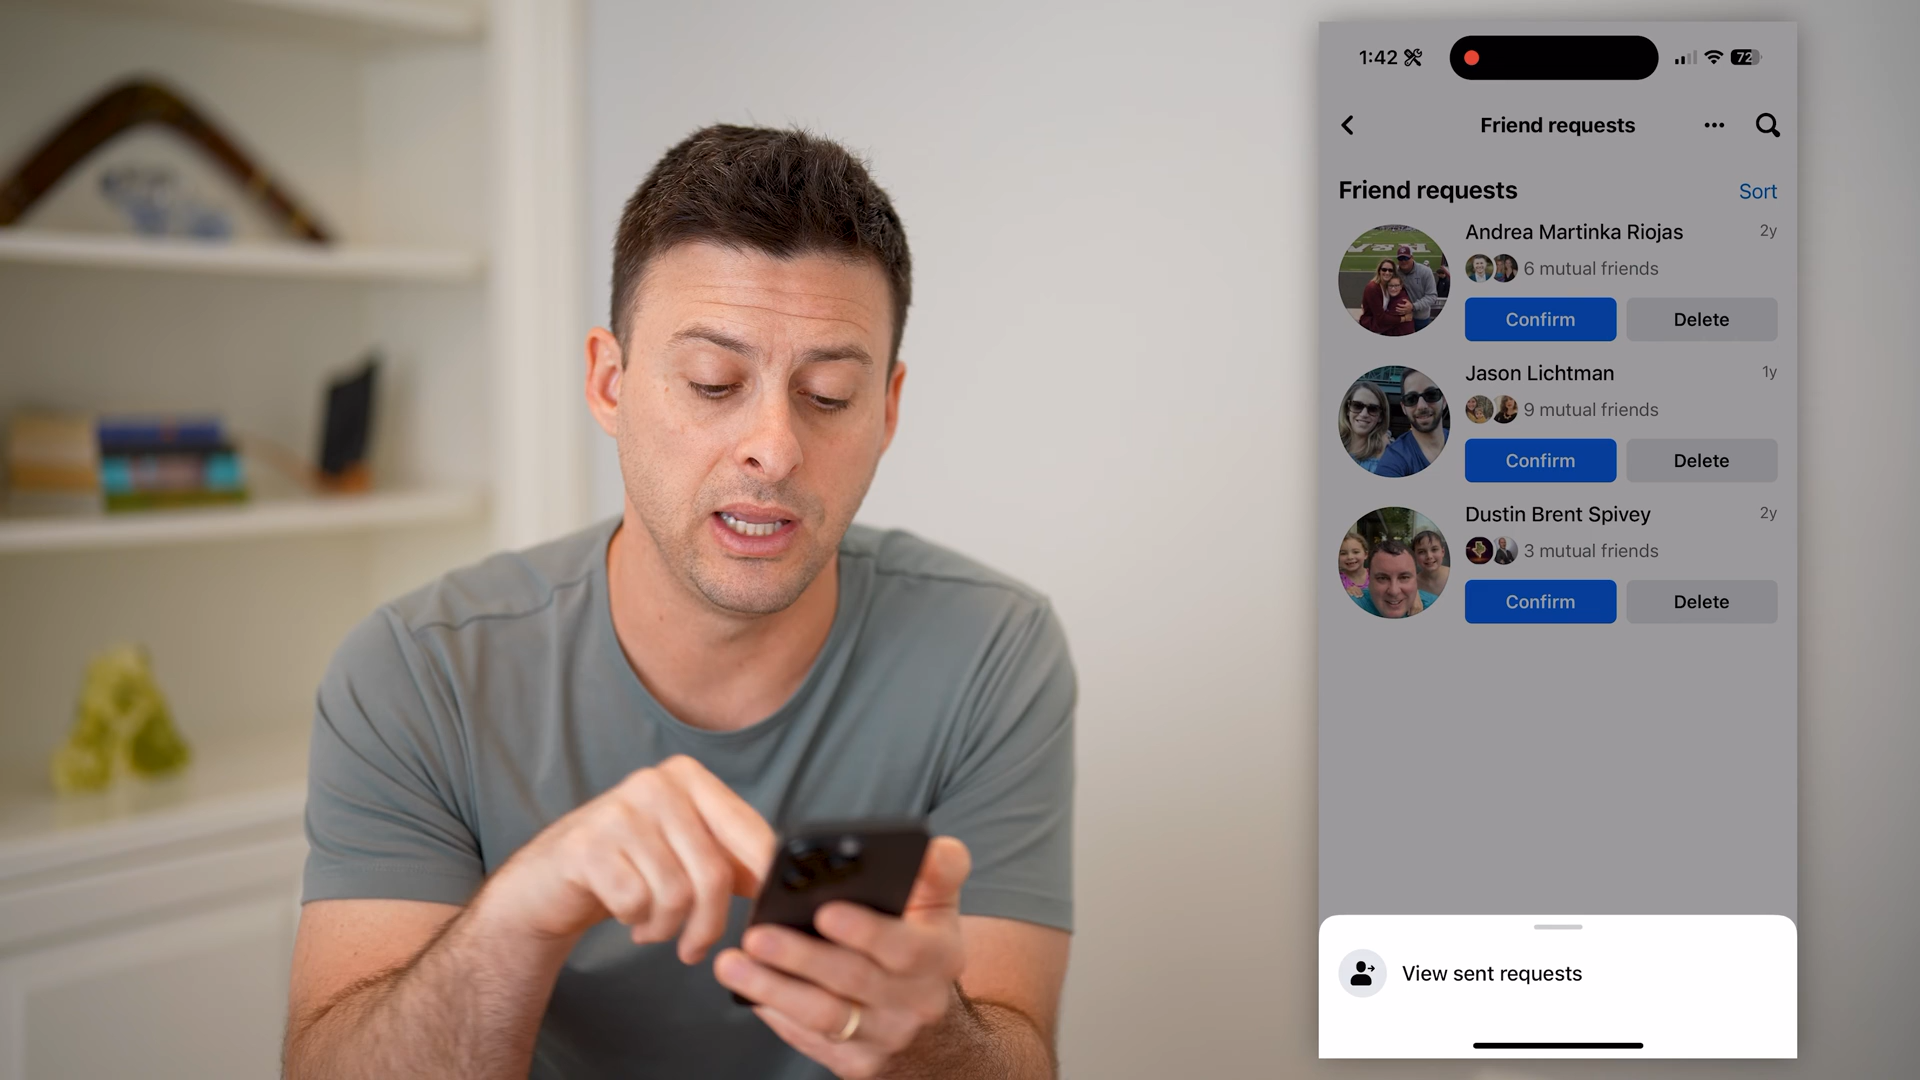 1:42
72
Friend requests
Friend requests
Sort
Andrea Martinka Riojas
2y
6 mutual friends
Confirm
Delete
Jason Lichtman
1y
9 mutual friends
Confirm
Delete
Dustin Brent Spivey
2y
3 mutual friends
Confirm
Delete
View sent requests